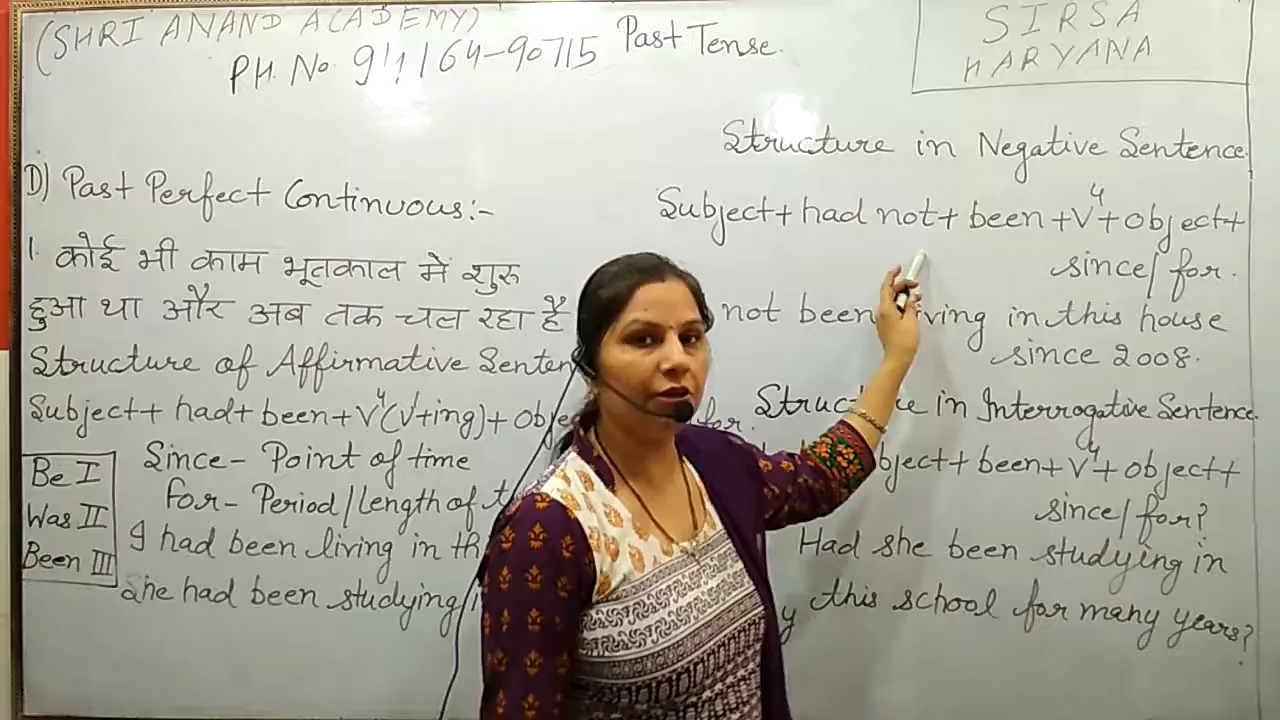 (SHRI ANAND ACADEMY)
PH. No. 91164-90715
Past Tense.
SIRSA
HARYANA
D) Past Perfect Continuous:-
1. कोई भी काम भूतकाल में शुरू
हुआ था और अब तक चल रहा है
Structure of Affirmative
Subject+ had+ been+ V4(V1+ing)+ for.
Since- Point of time
For- Period/Length of
Be I
Was II
Been III
I had been living in
She had been studying
Structure in Negative Sentence.
Subject+ had not+ been +V4+ object+
since/ for.
not been living in this house
since 2008.
Structure in Interrogative Sentence.
been+ V4+ object+
since/ for?
Had she been studying in
this school for many years?